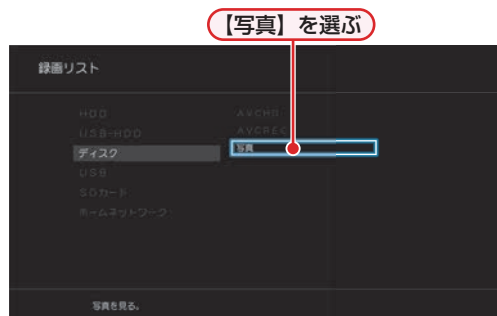 【写真】を選ぶ
録画リスト
HDD
USB-HDD
ディスク
USB
SDカード
ホームネットワーク
AVCHD
AVCREC
写真
写真を見る。